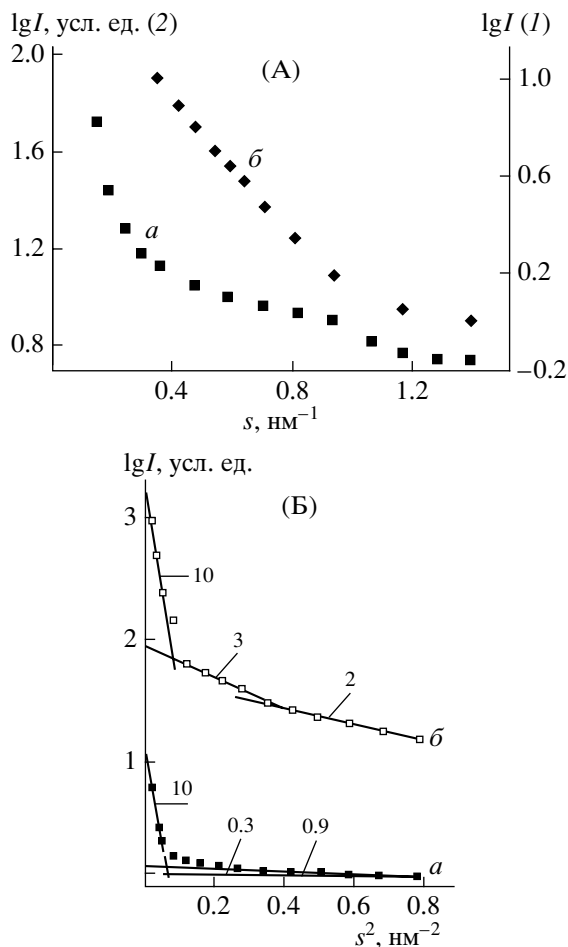 lgI, усл. ед. (2)
lgI (1)
2.0
(А)
1.0
1.6
б
0.6
а
1.2
0.2
0.8
–0.2
0.4
0.8
1.2
s, нм⁻¹
lgI, усл. ед.
3
(Б)
10
2
3
2
б
1
10
0.3
0.9
а
0.2
0.4
0.6
0.8
s², нм⁻²